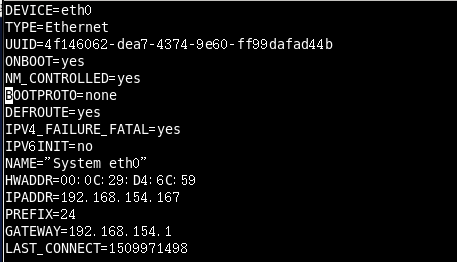 DEVICE=eth0
TYPE=Ethernet
UUID=4f146062-dea7-4374-9e60-ff99dafad44b
ONBOOT=yes
NM_CONTROLLED=yes
BOOTPROTO=none
DEFROUTE=yes
IPV4_FAILURE_FATAL=yes
IPV6INIT=no
NAME="System eth0"
HWADDR=00:0C:29:D4:6C:59
IPADDR=192.168.154.167
PREFIX=24
GATEWAY=192.168.154.1
LAST_CONNECT=1509971498